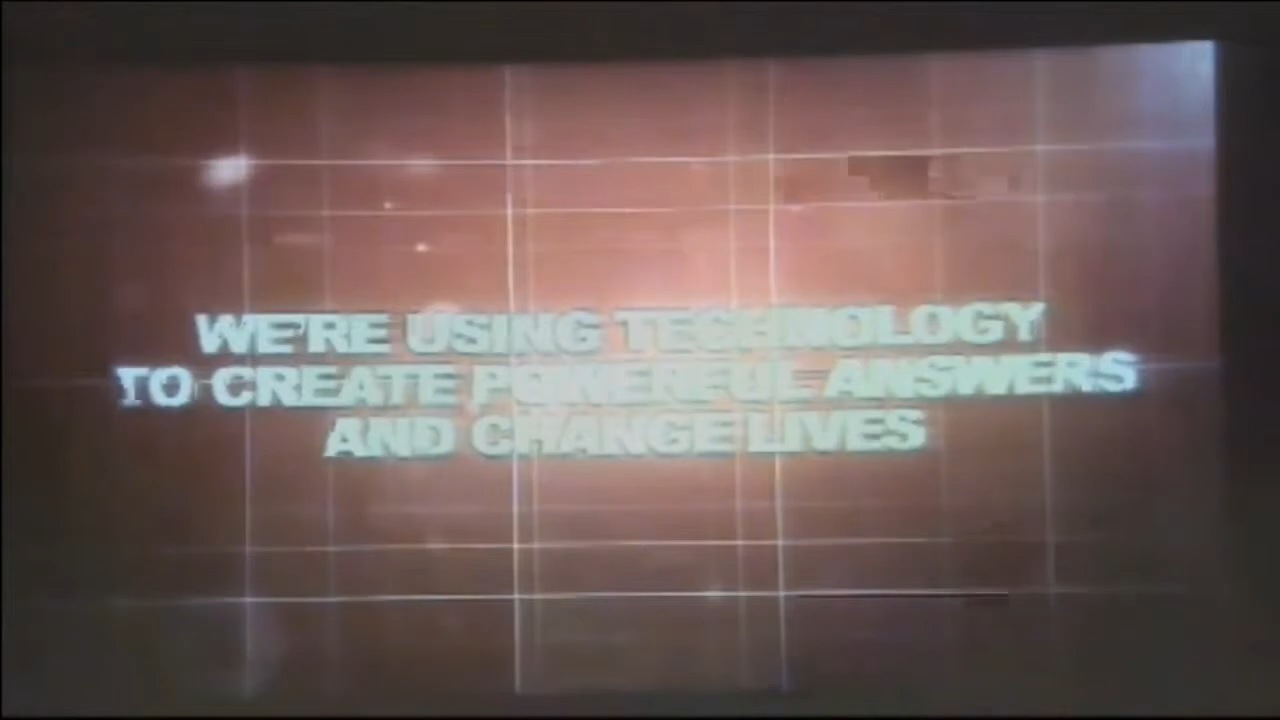 WE'RE USING TECHNOLOGY
TO CREATE POWERFUL ANSWERS
AND CHANGE LIVES